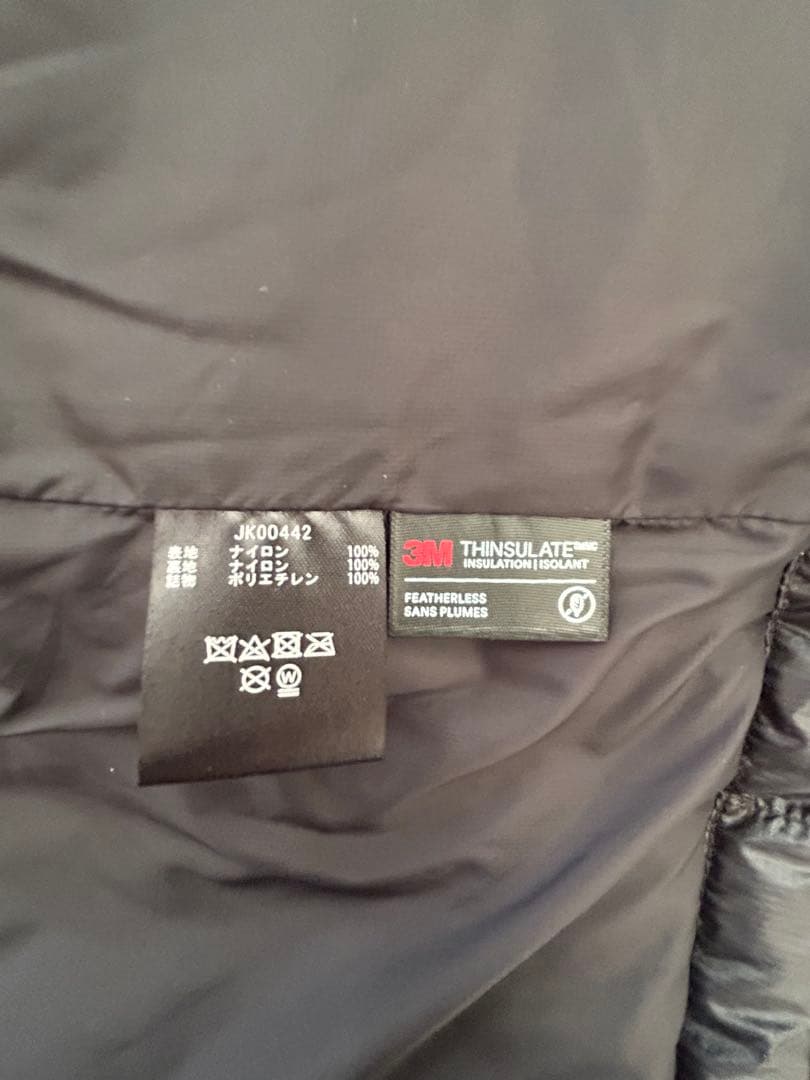 JK00442
表地 ナイロン 100%
裏地 ナイロン 100%
詰物 ポリエチレン 100%
W
3M THINSULATE
INSULATION | ISOLANT
FEATHERLESS
SANS PLUMES